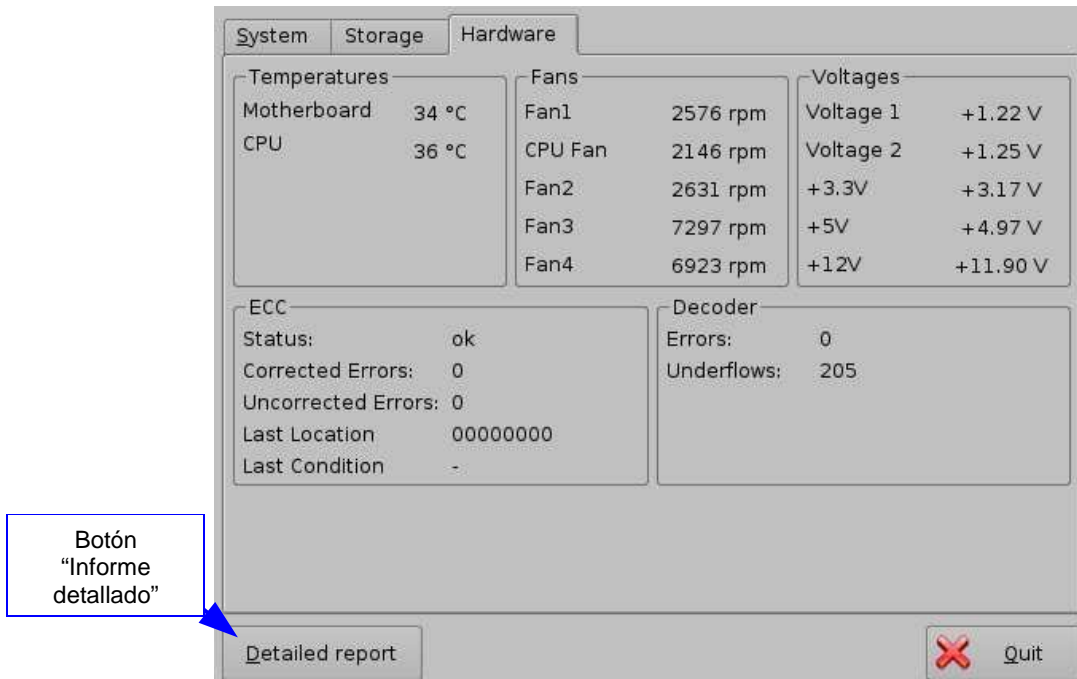 System Storage Hardware
Temperatures
Motherboard 34 °C
CPU 36 °C
Fans
Fan1 2576 rpm
CPU Fan 2146 rpm
Fan2 2631 rpm
Fan3 7297 rpm
Fan4 6923 rpm
Voltages
Voltage 1 +1.22 V
Voltage 2 +1.25 V
+3.3V +3.17 V
+5V +4.97 V
+12V +11.90 V
ECC
Status: ok
Corrected Errors: 0
Uncorrected Errors: 0
Last Location 00000000
Last Condition -
Decoder
Errors: 0
Underflows: 205
Botón
“Informe
detallado”
Detailed report
Quit